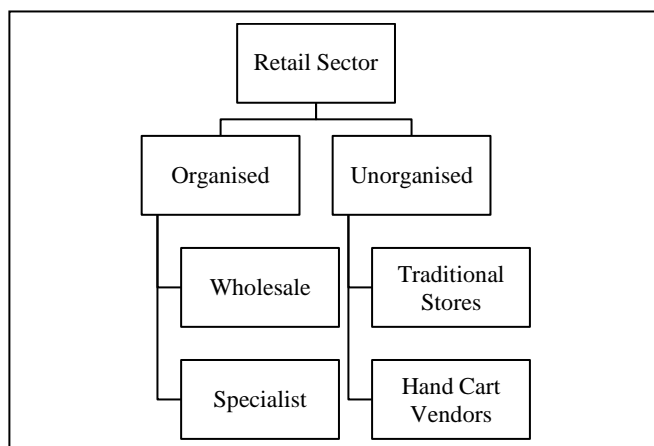 Retail Sector
Organised
Unorganised
Wholesale
Traditional
Stores
Specialist
Hand Cart
Vendors